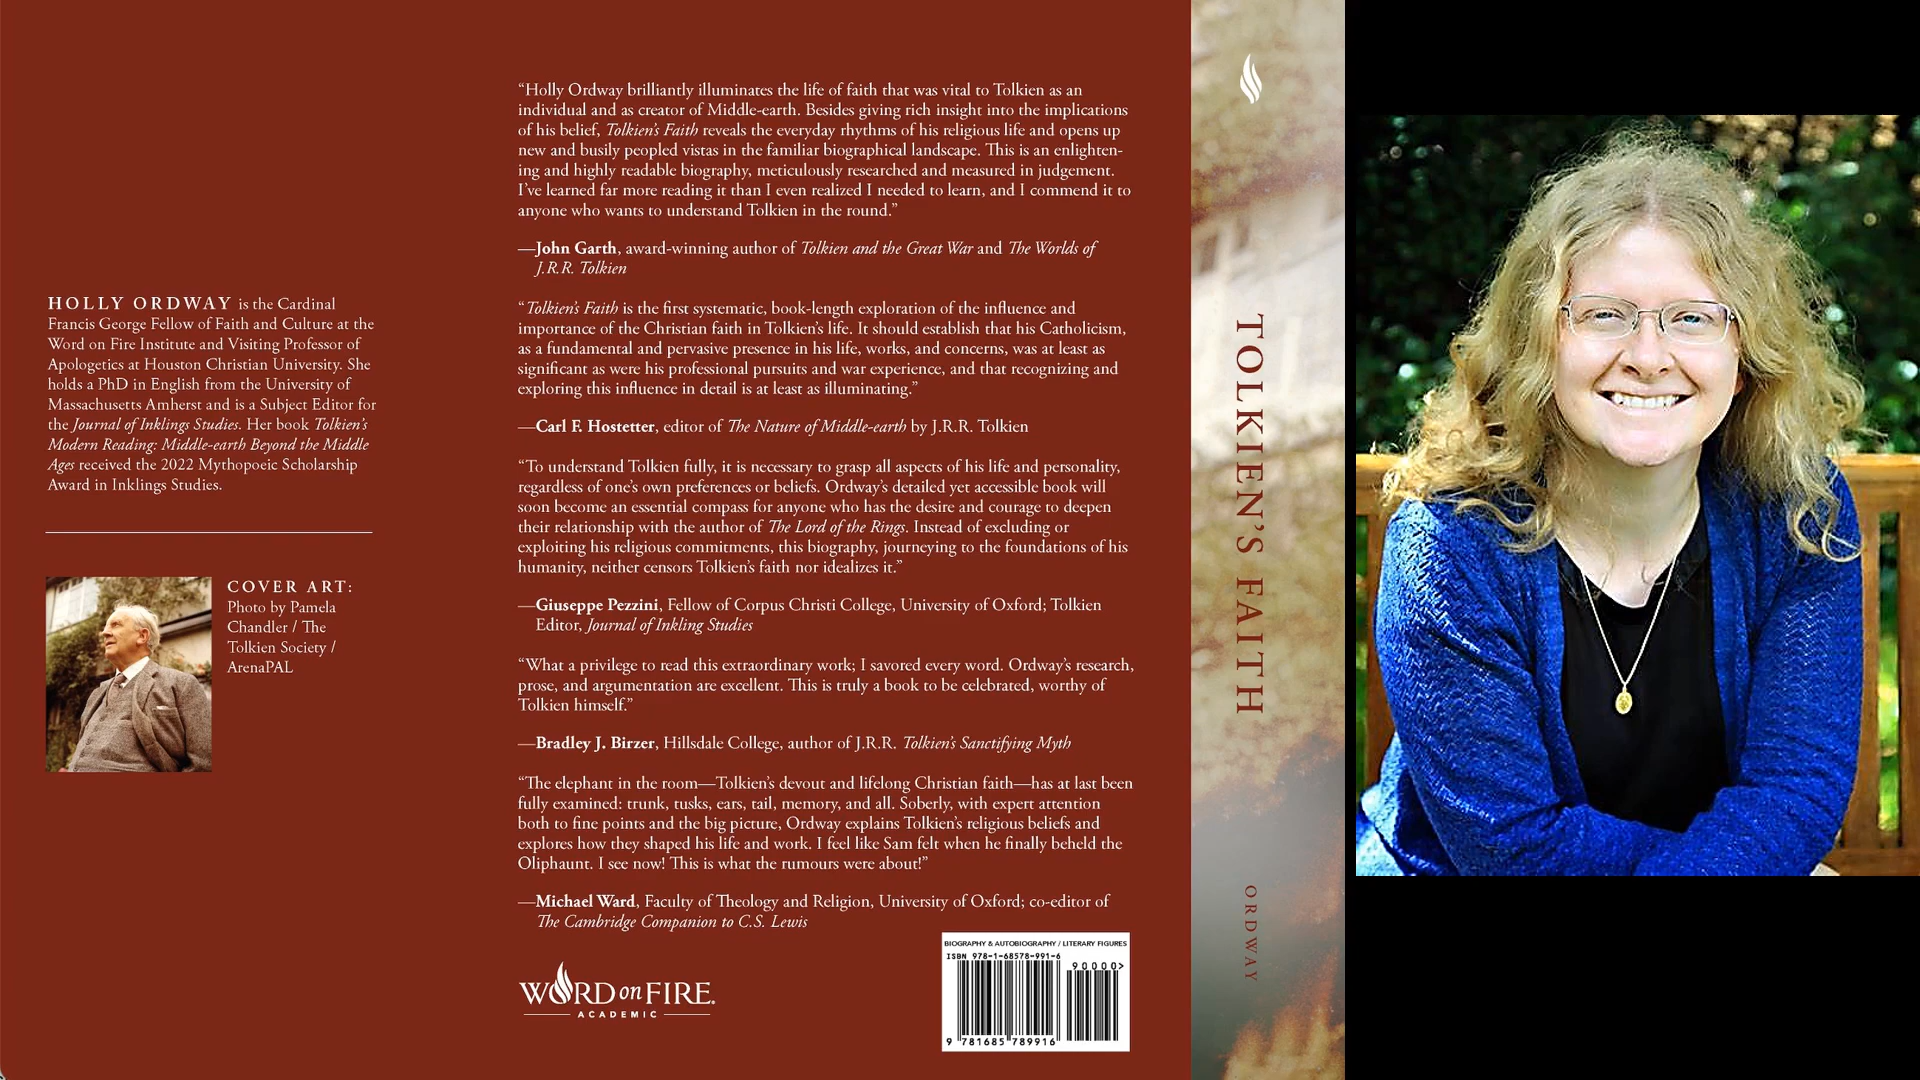 HOLLY ORDWAY is the Cardinal
Francis George Fellow of Faith and Culture at the
Word on Fire Institute and Visiting Professor of
Apologetics at Houston Christian University. She
holds a PhD in English from the University of
Massachusetts Amherst and is a Subject Editor for
the Journal of Inklings Studies. Her book Tolkien’s
Modern Reading: Middle-earth Beyond the Middle
Ages received the 2022 Mythopoeic Scholarship
Award in Inklings Studies.
COVER ART:
Photo by Pamela
Chandler / The
Tolkien Society /
ArenaPAL
“Holly Ordway brilliantly illuminates the life of faith that was vital to Tolkien as an
individual and as creator of Middle-earth. Besides giving rich insight into the implications
of his belief, Tolkien’s Faith reveals the everyday rhythms of his religious life and opens up
new and busily peopled vistas in the familiar biographical landscape. This is an enlighten-
ing and highly readable biography, meticulously researched and measured in judgement.
I’ve learned far more reading it than I even realized I needed to learn, and I commend it to
anyone who wants to understand Tolkien in the round.”
—John Garth, award-winning author of Tolkien and the Great War and The Worlds of
J.R.R. Tolkien
“Tolkien’s Faith is the first systematic, book-length exploration of the influence and
importance of the Christian faith in Tolkien’s life. It should establish that his Catholicism,
as a fundamental and pervasive presence in his life, works, and concerns, was at least as
significant as were his professional pursuits and war experience, and that recognizing and
exploring this influence in detail is at least as illuminating.”
—Carl F. Hostetter, editor of The Nature of Middle-earth by J.R.R. Tolkien
“To understand Tolkien fully, it is necessary to grasp all aspects of his life and personality,
regardless of one’s own preferences or beliefs. Ordway’s detailed yet accessible book will
soon become an essential compass for anyone who has the desire and courage to deepen
their relationship with the author of The Lord of the Rings. Instead of excluding or
exploiting his religious commitments, this biography, journeying to the foundations of his
humanity, neither censors Tolkien’s faith nor idealizes it.”
—Giuseppe Pezzini, Fellow of Corpus Christi College, University of Oxford; Tolkien
Editor, Journal of Inkling Studies
“What a privilege to read this extraordinary work; I savored every word. Ordway’s research,
prose, and argumentation are excellent. This is truly a book to be celebrated, worthy of
Tolkien himself.”
—Bradley J. Birzer, Hillsdale College, author of J.R.R. Tolkien’s Sanctifying Myth
“The elephant in the room—Tolkien’s devout and lifelong Christian faith—has at last been
fully examined: trunk, tusks, ears, tail, memory, and all. Soberly, with expert attention
both to fine points and the big picture, Ordway explains Tolkien’s religious beliefs and
explores how they shaped his life and work. I feel like Sam felt when he finally beheld the
Oliphaunt. I see now! This is what the rumours were about!”
—Michael Ward, Faculty of Theology and Religion, University of Oxford; co-editor of
The Cambridge Companion to C.S. Lewis
WORD on FIRE.
ACADEMIC
BIOGRAPHY & AUTOBIOGRAPHY / LITERARY FIGURES
ISBN 978-1-68578-991-6
90000>
9 781685 789916
TOLKIEN’S FAITH
ORDWAY